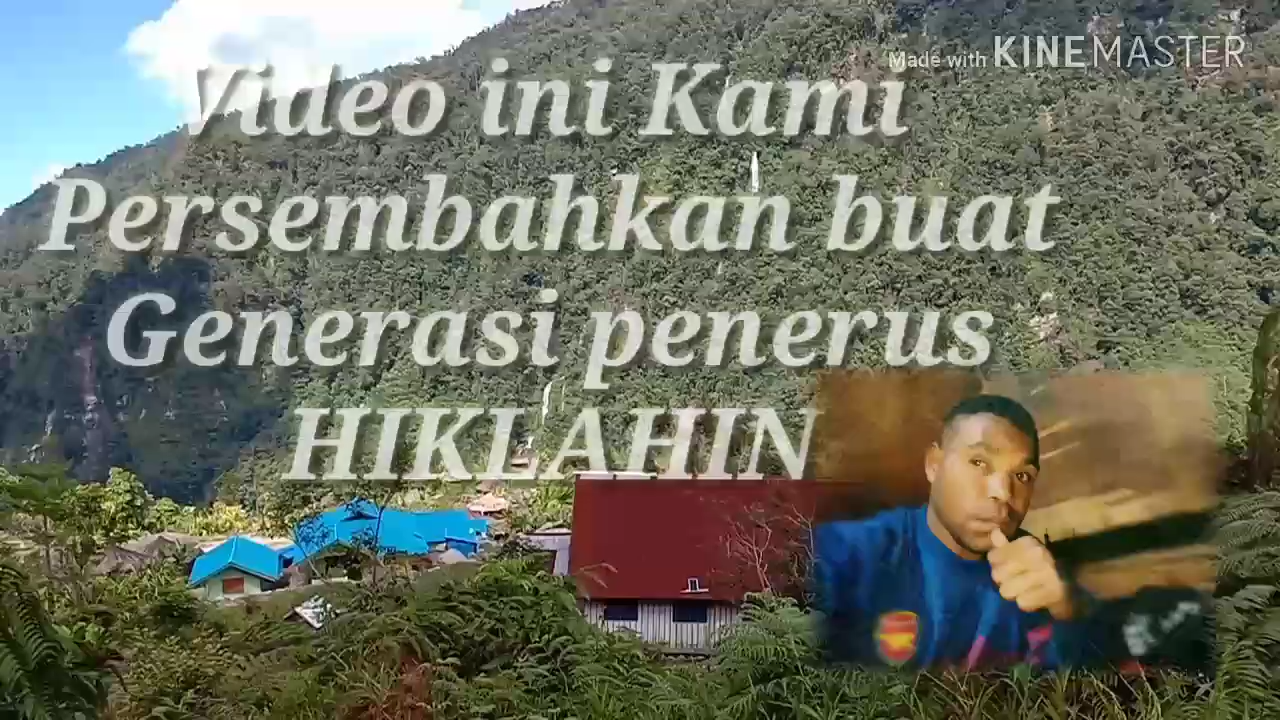 Made with KINEMASTER
Video ini Kami
Persembahkan buat
Generasi penerus
HIKLAHIN